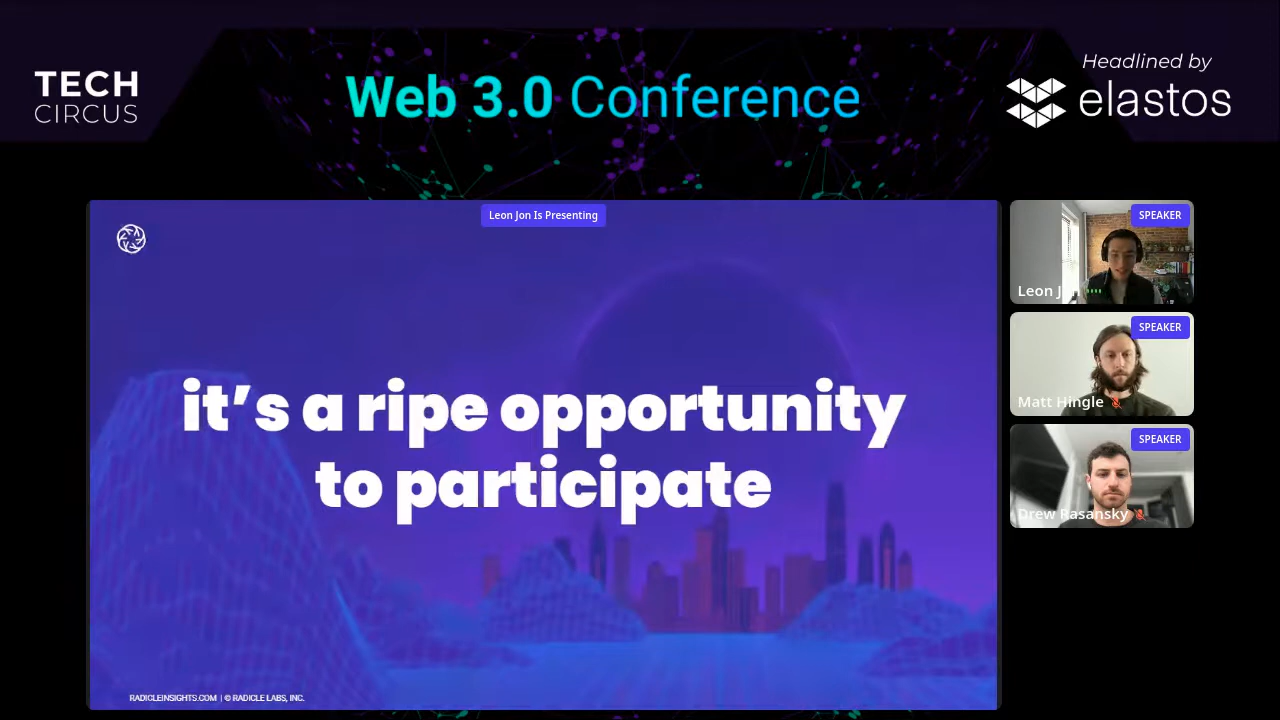 TECH
CIRCUS
Web 3.0 Conference
Headlined by
elastos
Leon Jon Is Presenting
it's a ripe opportunity
to participate
RADICLEINSIGHTS.COM | © RADICLE LABS, INC.
SPEAKER
Leon J
SPEAKER
Matt Hingle
SPEAKER
Drew Rasansky